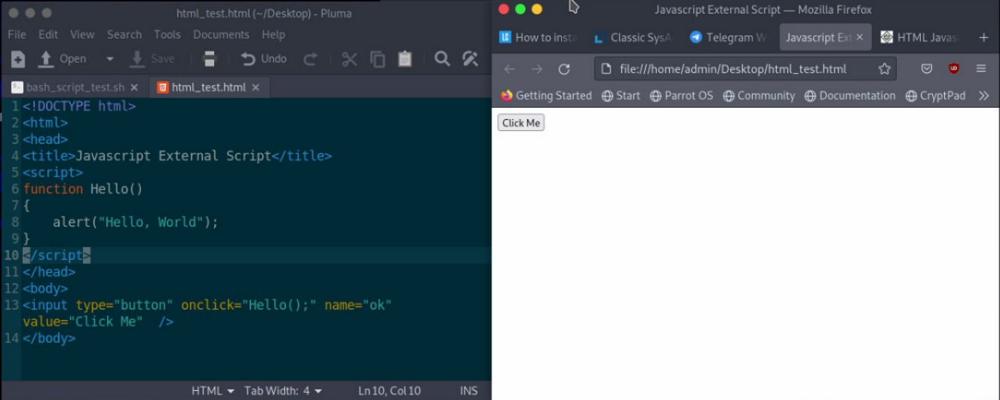 html_test.html (~/Desktop) - Pluma
File Edit View Search Tools Documents Help
Open Save Undo
bash_script_test.sh × html_test.html ×
1 <!DOCTYPE html>
2 <html>
3 <head>
4 <title>Javascript External Script</title>
5 <script>
6 function Hello()
7 {
8     alert("Hello, World");
9 }
10 </script>
11 </head>
12 <body>
13 <input type="button" onclick="Hello();" name="ok"
value="Click Me"  />
14 </body>
HTML Tab Width: 4 Ln 10, Col 10 INS
Javascript External Script — Mozilla Firefox
How to insta Classic SysA Telegram W Javascript Ext × HTML Javas +
file:///home/admin/Desktop/html_test.html
Getting Started Start Parrot OS Community Documentation CryptPad
Click Me